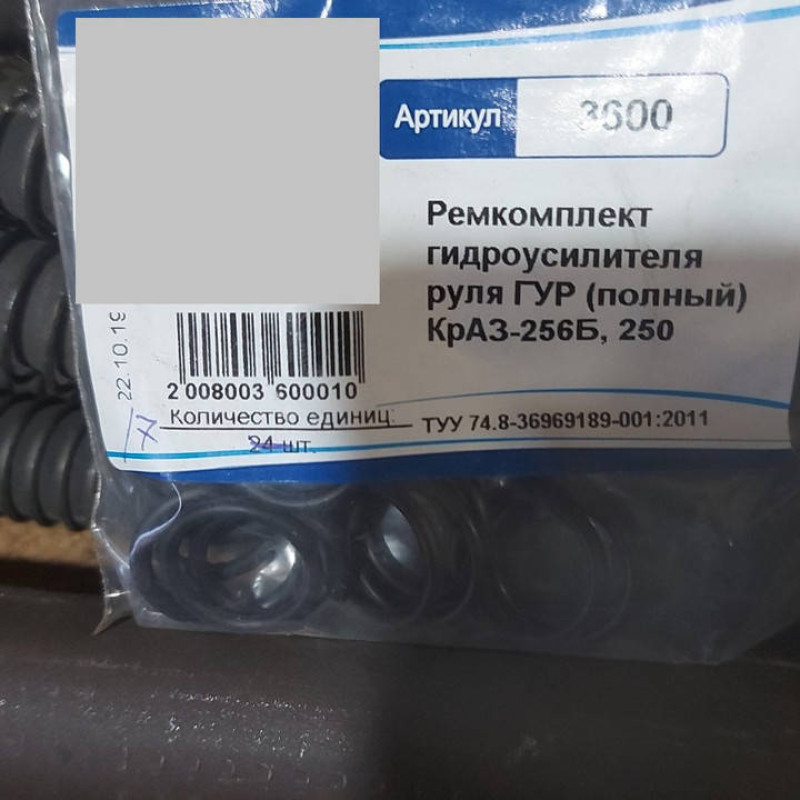 Артикул 3600
Ремкомплект
гидроусилителя
руля ГУР (полный)
КрАЗ-256Б, 250
22.10.19
2 008003 600010
Количество единиц:
17
24 шт.
ТУУ 74.8-36969189-001:2011